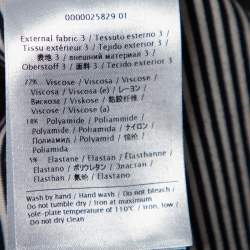 0000025829 01
External fabric 3 / Tessuto esterno 3 /
Tissu extérieur 3 / Tejido exterior 3 /
表地 3 / внешний материал 3 /
Oberstoff 3 / 面料 3 / Tecido exterior 3
77% Viscose / Viscosa / Viscose /
Viscosa / Viscosa (e) / レーヨン /
Вискоза / Viskose / 粘胶纤维 /
Viscose / Viscosa (e)
18% Polyamide / Poliammide /
Polyamide / Poliamida / ナイロン /
Полиамид / Polyamid / 锦纶 /
Poliamida
5% Elastane / Elastan / Élasthanne /
Elastano / ポリウレタン / Эластан /
Elasthan / 氨纶 / Elastano
Wash by hand / Hand wash / Do not bleach/
Do not tumble dry / Iron at maximum
sole-plate temperature of 110°C / Iron, low /
Do not dry clean